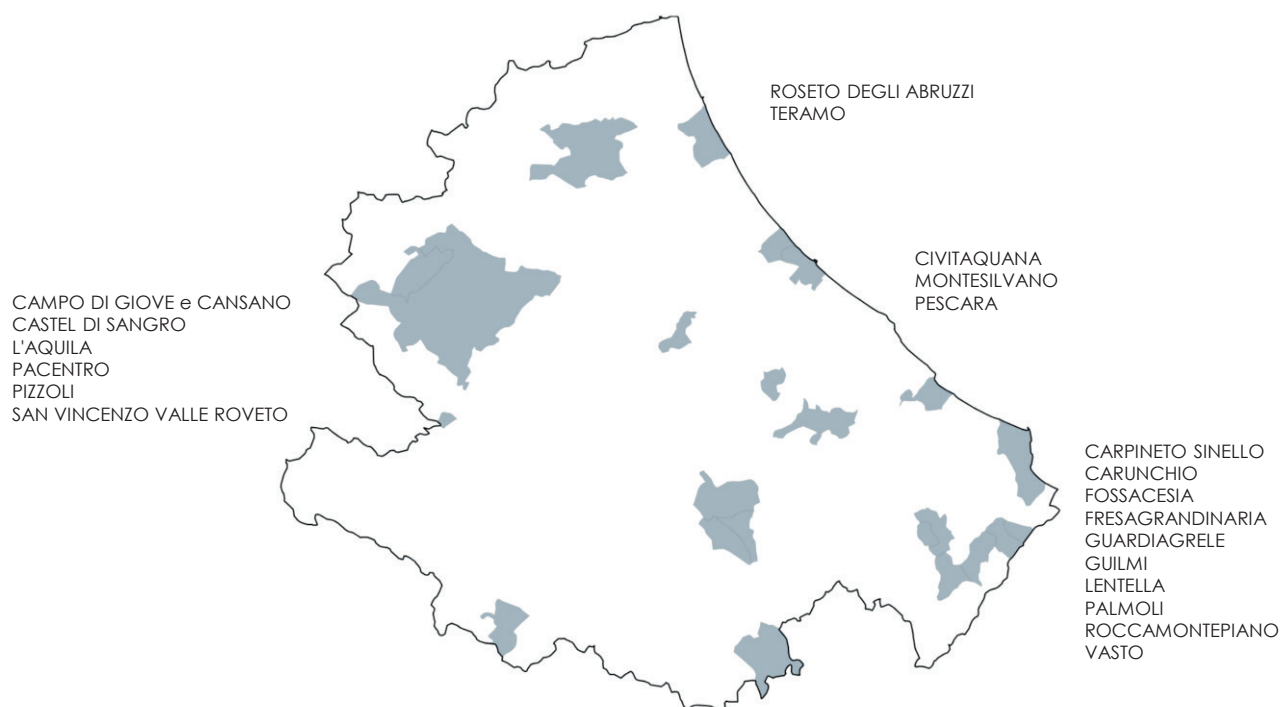 ROSETO DEGLI ABRUZZI
TERAMO
CIVITAQUANA
MONTESILVANO
PESCARA
CAMPO DI GIOVE e CANSANO
CASTEL DI SANGRO
L'AQUILA
PACENTRO
PIZZOLI
SAN VINCENZO VALLE ROVETO
CARPINETO SINELLO
CARUNCHIO
FOSSACESIA
FRESAGRANDINARIA
GUARDIAGRELE
GUILMI
LENTELLA
PALMOLI
ROCCAMONTEPIANO
VASTO